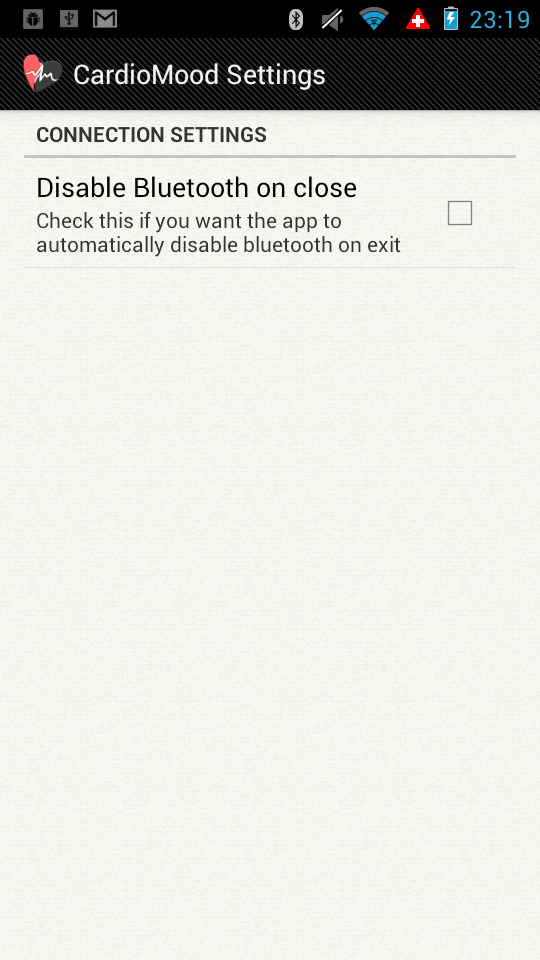 23:19
CardioMood Settings
CONNECTION SETTINGS
Disable Bluetooth on close
Check this if you want the app to
automatically disable bluetooth on exit